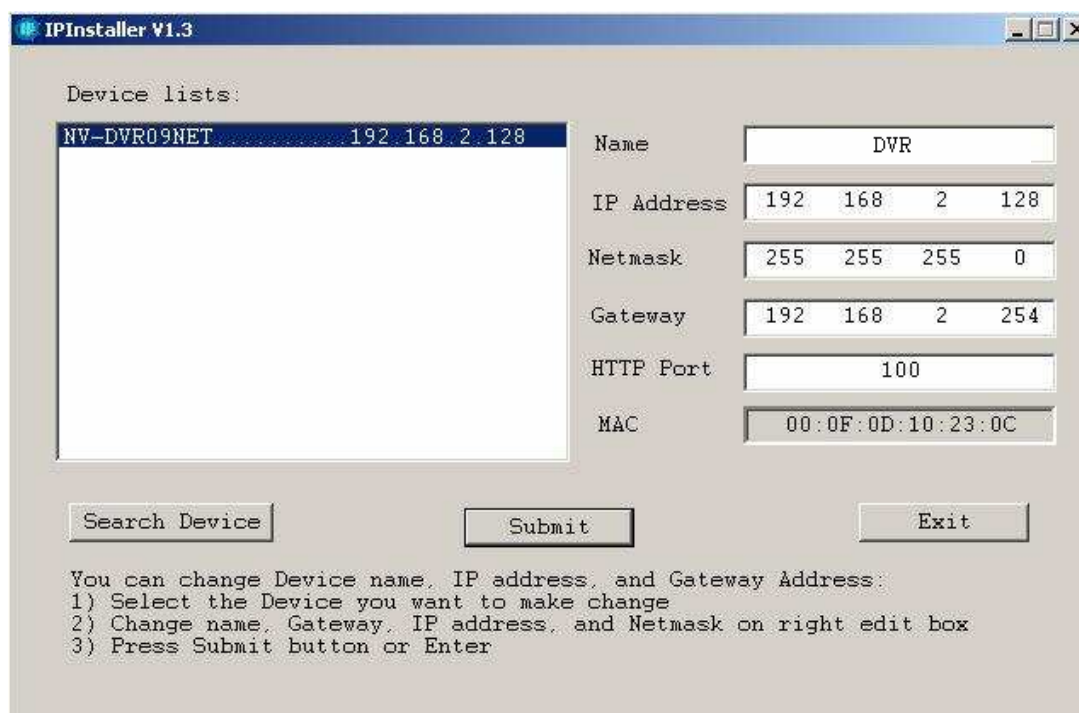 IPInstaller V1.3
Device lists:
NV-DVR09NET..........192.168.2.128
Name DVR
IP Address 192 168 2 128
Netmask 255 255 255 0
Gateway 192 168 2 254
HTTP Port 100
MAC 00:0F:0D:10:23:0C
Search Device Submit Exit
You can change Device name, IP address, and Gateway Address:
1) Select the Device you want to make change
2) Change name, Gateway, IP address, and Netmask on right edit box
3) Press Submit button or Enter